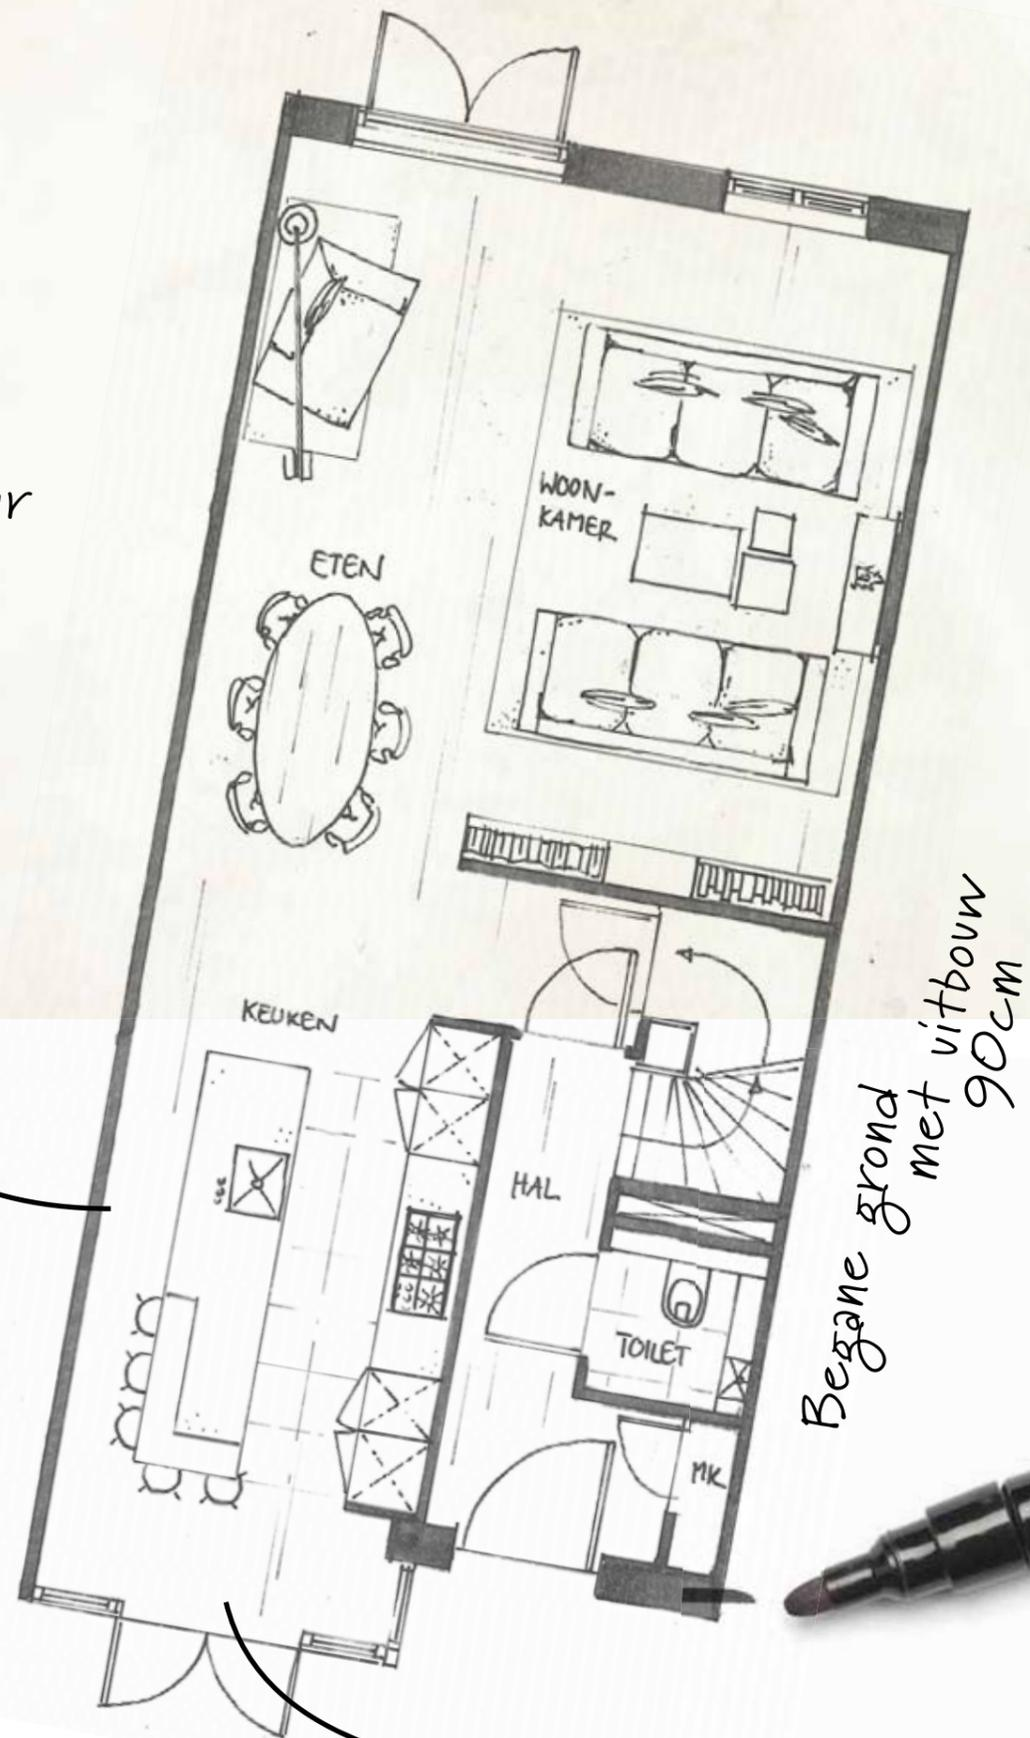 r
WOON-
KAMER
ETEN
KEUKEN
HAL
TOILET
MK
Begane grond
met uitbouw
90cm